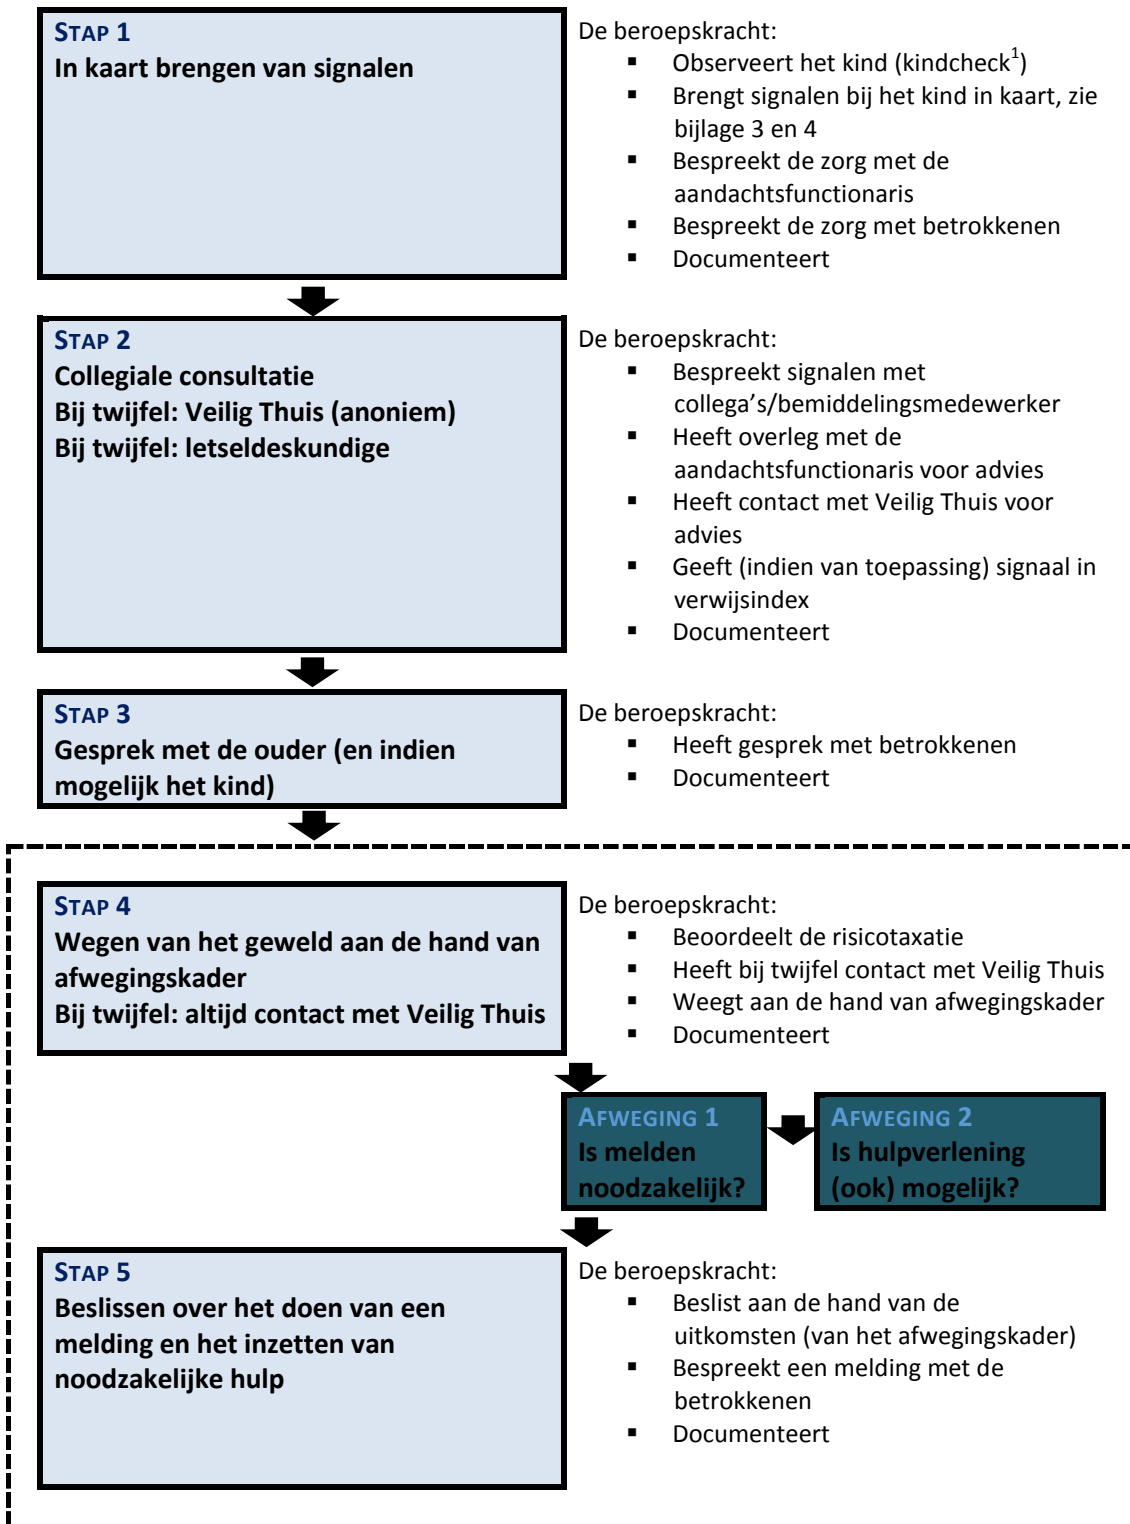 STAP 1
In kaart brengen van signalen
De beroepskracht:
▪ Observeert het kind (kindcheck1)
▪ Brengt signalen bij het kind in kaart, zie
bijlage 3 en 4
▪ Bespreekt de zorg met de
aandachtsfunctionaris
▪ Bespreekt de zorg met betrokkenen
▪ Documenteert
STAP 2
Collegiale consultatie
Bij twijfel: Veilig Thuis (anoniem)
Bij twijfel: letseldeskundige
De beroepskracht:
▪ Bespreekt signalen met
collega’s/bemiddelingsmedewerker
▪ Heeft overleg met de
aandachtsfunctionaris voor advies
▪ Heeft contact met Veilig Thuis voor
advies
▪ Geeft (indien van toepassing) signaal in
verwijsindex
▪ Documenteert
STAP 3
Gesprek met de ouder (en indien
mogelijk het kind)
De beroepskracht:
▪ Heeft gesprek met betrokkenen
▪ Documenteert
STAP 4
Wegen van het geweld aan de hand van
afwegingskader
Bij twijfel: altijd contact met Veilig Thuis
De beroepskracht:
▪ Beoordeelt de risicotaxatie
▪ Heeft bij twijfel contact met Veilig Thuis
▪ Weegt aan de hand van afwegingskader
▪ Documenteert
AFWEGING 1
Is melden
noodzakelijk?
AFWEGING 2
Is hulpverlening
(ook) mogelijk?
STAP 5
Beslissen over het doen van een
melding en het inzetten van
noodzakelijke hulp
De beroepskracht:
▪ Beslist aan de hand van de
uitkomsten (van het afwegingskader)
▪ Bespreekt een melding met de
betrokkenen
▪ Documenteert